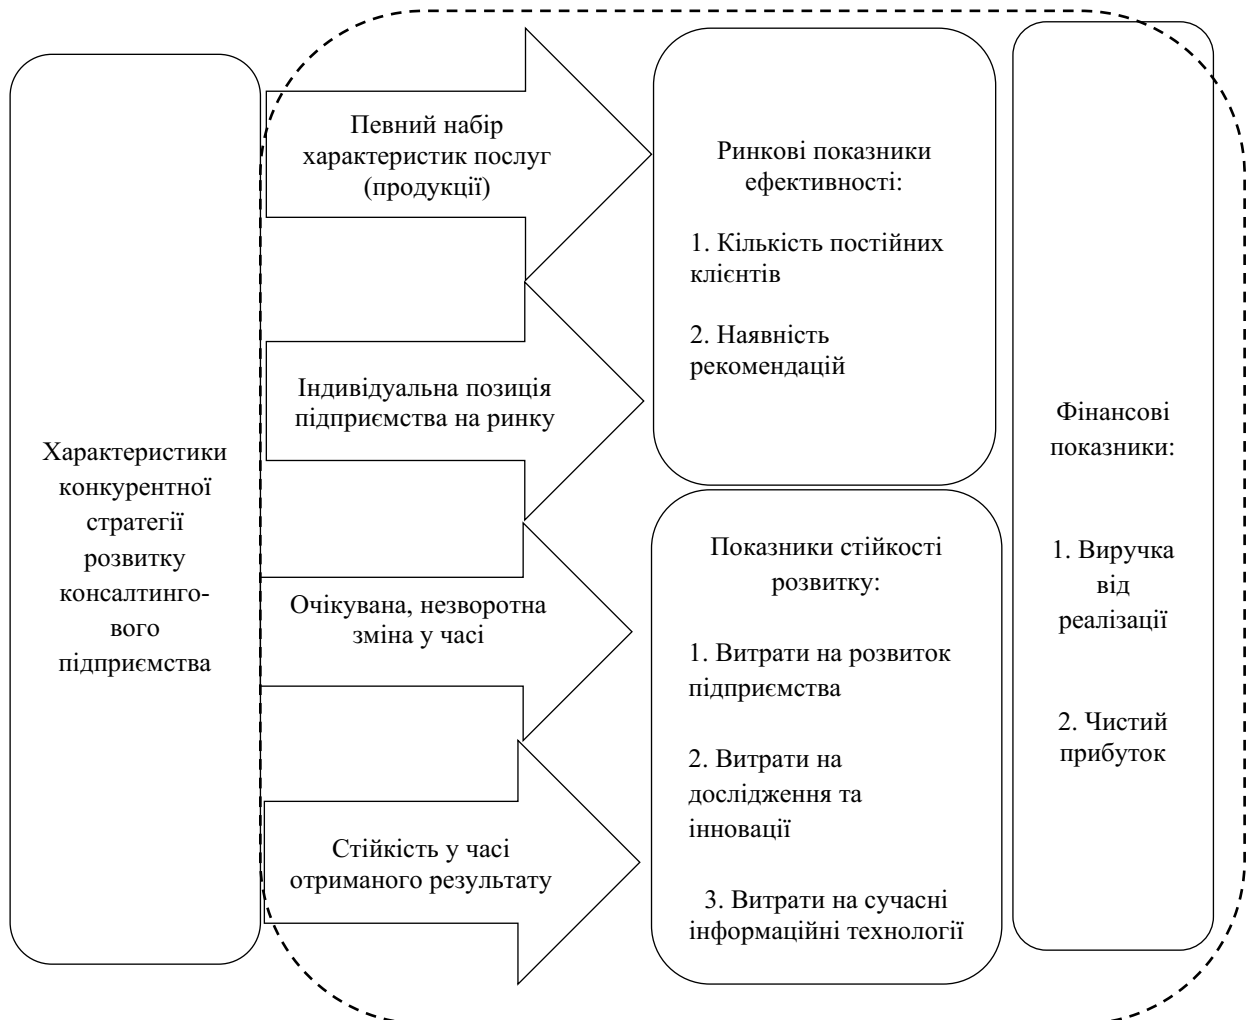 Характеристики
конкурентної
стратегії
розвитку
консалтинго-
вого
підприємства
Певний набір
характеристик послуг
(продукції)
Індивідуальна позиція
підприємства на ринку
Очікувана, незворотна
зміна у часі
Стійкість у часі
отриманого результату
Ринкові показники
ефективності:
1. Кількість постійних
клієнтів
2. Наявність
рекомендацій
Показники стійкості
розвитку:
1. Витрати на розвиток
підприємства
2. Витрати на
дослідження та
інновації
3. Витрати на сучасні
інформаційні технології
Фінансові
показники:
1. Виручка
від
реалізації
2. Чистий
прибуток